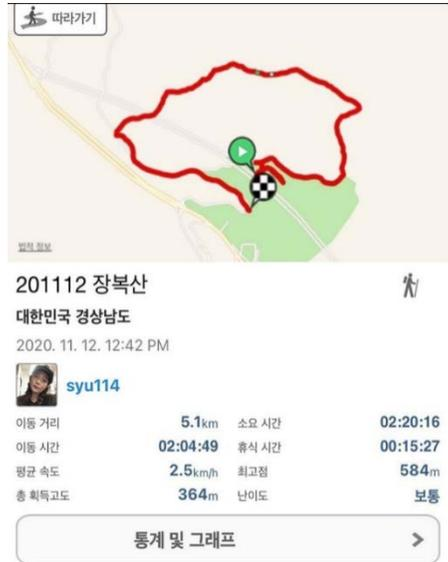 따라가기
법적 정보
201112 장복산
대한민국 경상남도
2020. 11. 12. 12:42 PM
syu114
이동 거리 5.1km 소요 시간 02:20:16
이동 시간 02:04:49 휴식 시간 00:15:27
평균 속도 2.5km/h 최고점 584m
총 획득고도 364m 난이도 보통
통계 및 그래프